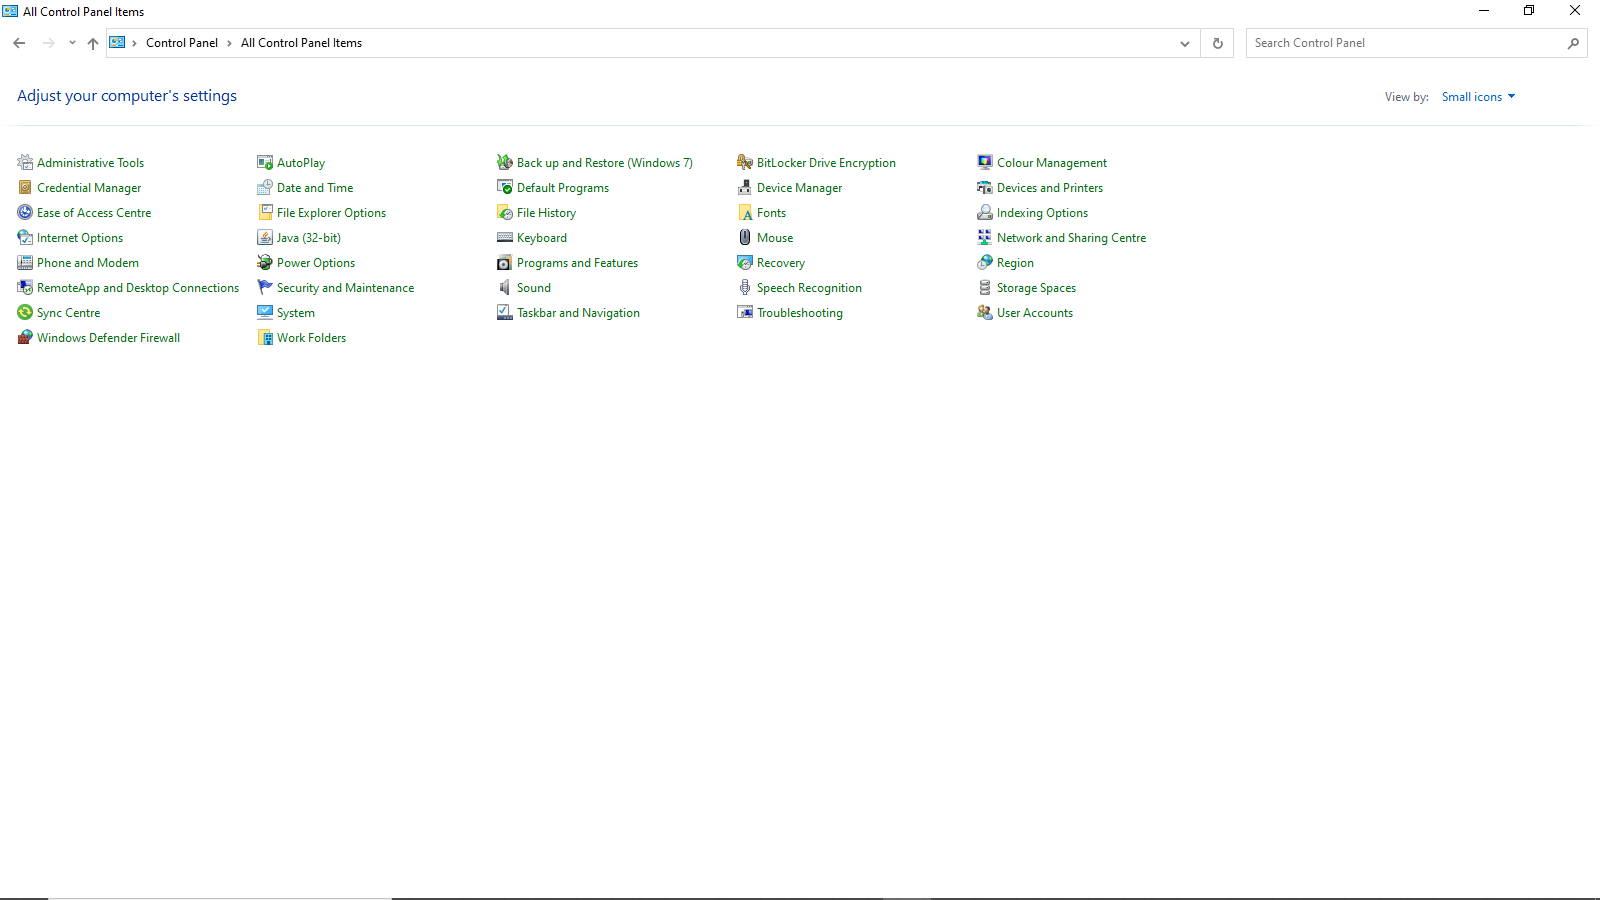 All Control Panel Items
Control Panel All Control Panel Items
Search Control Panel
Adjust your computer's settings
View by: Small icons
Administrative Tools AutoPlay Back up and Restore (Windows 7) BitLocker Drive Encryption Colour Management
Credential Manager Date and Time Default Programs Device Manager Devices and Printers
Ease of Access Centre File Explorer Options File History Fonts Indexing Options
Internet Options Java (32-bit) Keyboard Mouse Network and Sharing Centre
Phone and Modem Power Options Programs and Features Recovery Region
RemoteApp and Desktop Connections Security and Maintenance Sound Speech Recognition Storage Spaces
Sync Centre System Taskbar and Navigation Troubleshooting User Accounts
Windows Defender Firewall Work Folders